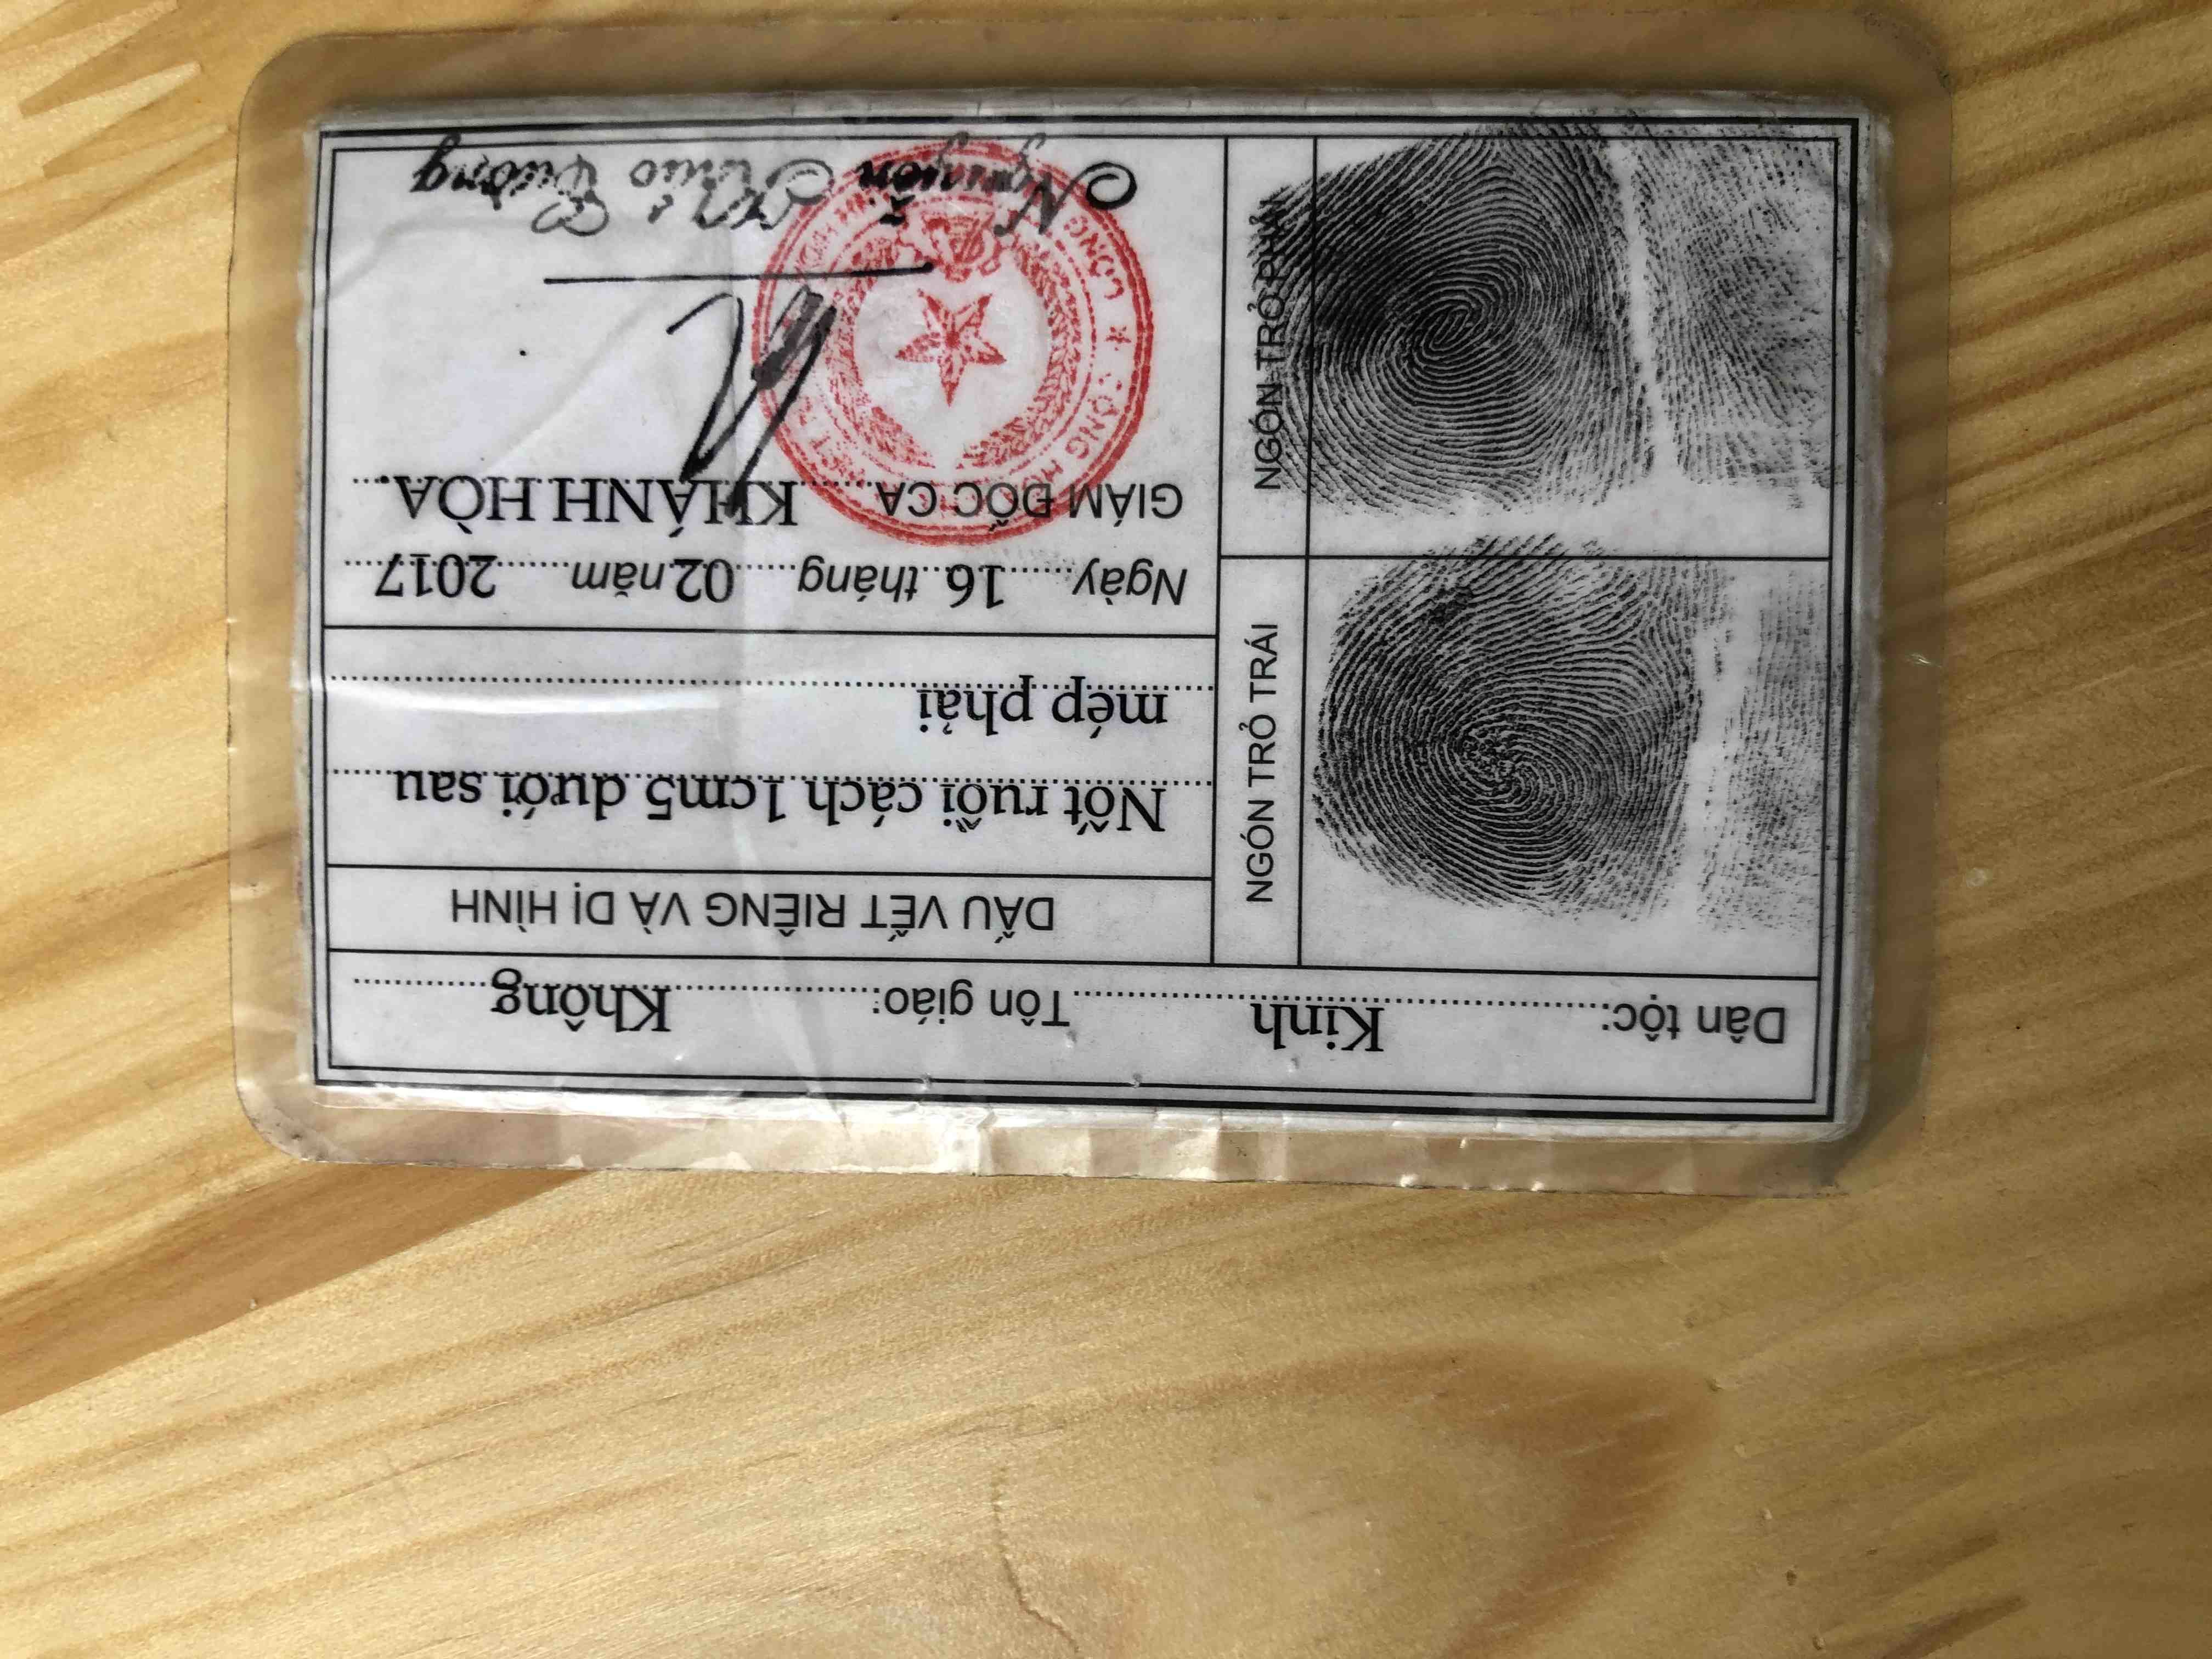 Dân tộc: Kinh Tôn giáo: Không
NGÓN TRỎ TRÁI
DẤU VẾT RIÊNG VÀ DỊ HÌNH
Nốt ruồi cách 1cm5 dưới sau
mép phải
NGÓN TRỎ PHẢI
Ngày 16 tháng 02 năm 2017
GIÁM ĐỐC CA KHÁNH HÒA
Nguyễn